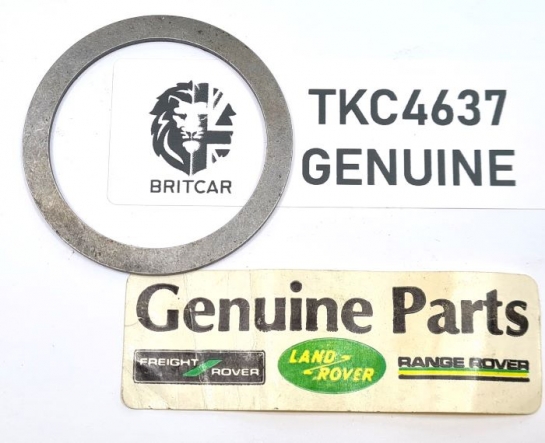 TKC4637
GENUINE
BRITCAR
Genuine Parts
FREIGHT ROVER
LAND ROVER
RANGE ROVER